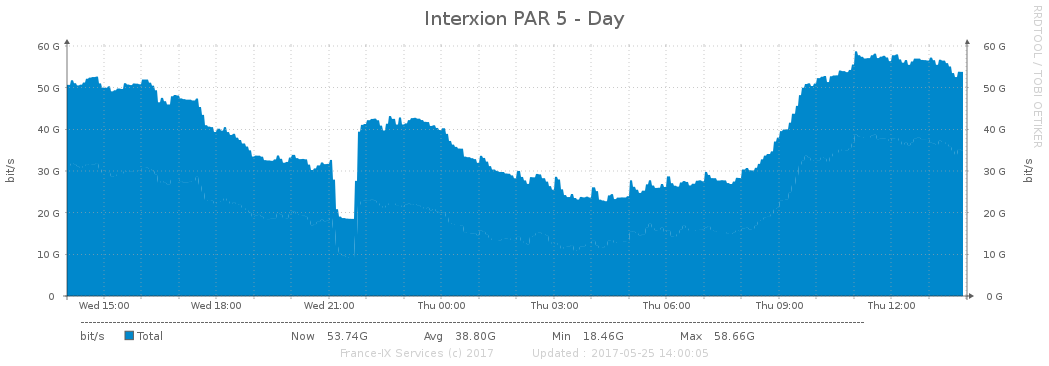 Interxion PAR 5 - Day
RRDTOOL / TOBI OETIKER
60 G 60 G
50 G 50 G
40 G 40 G
30 G 30 G
20 G 20 G
10 G 10 G
0 0 G
bit/s bit/s
Wed 15:00 Wed 18:00 Wed 21:00 Thu 00:00 Thu 03:00 Thu 06:00 Thu 09:00 Thu 12:00
bit/s Total Now 53.74G Avg 38.80G Min 18.46G Max 58.66G
France-IX Services (c) 2017 Updated : 2017-05-25 14:00:05